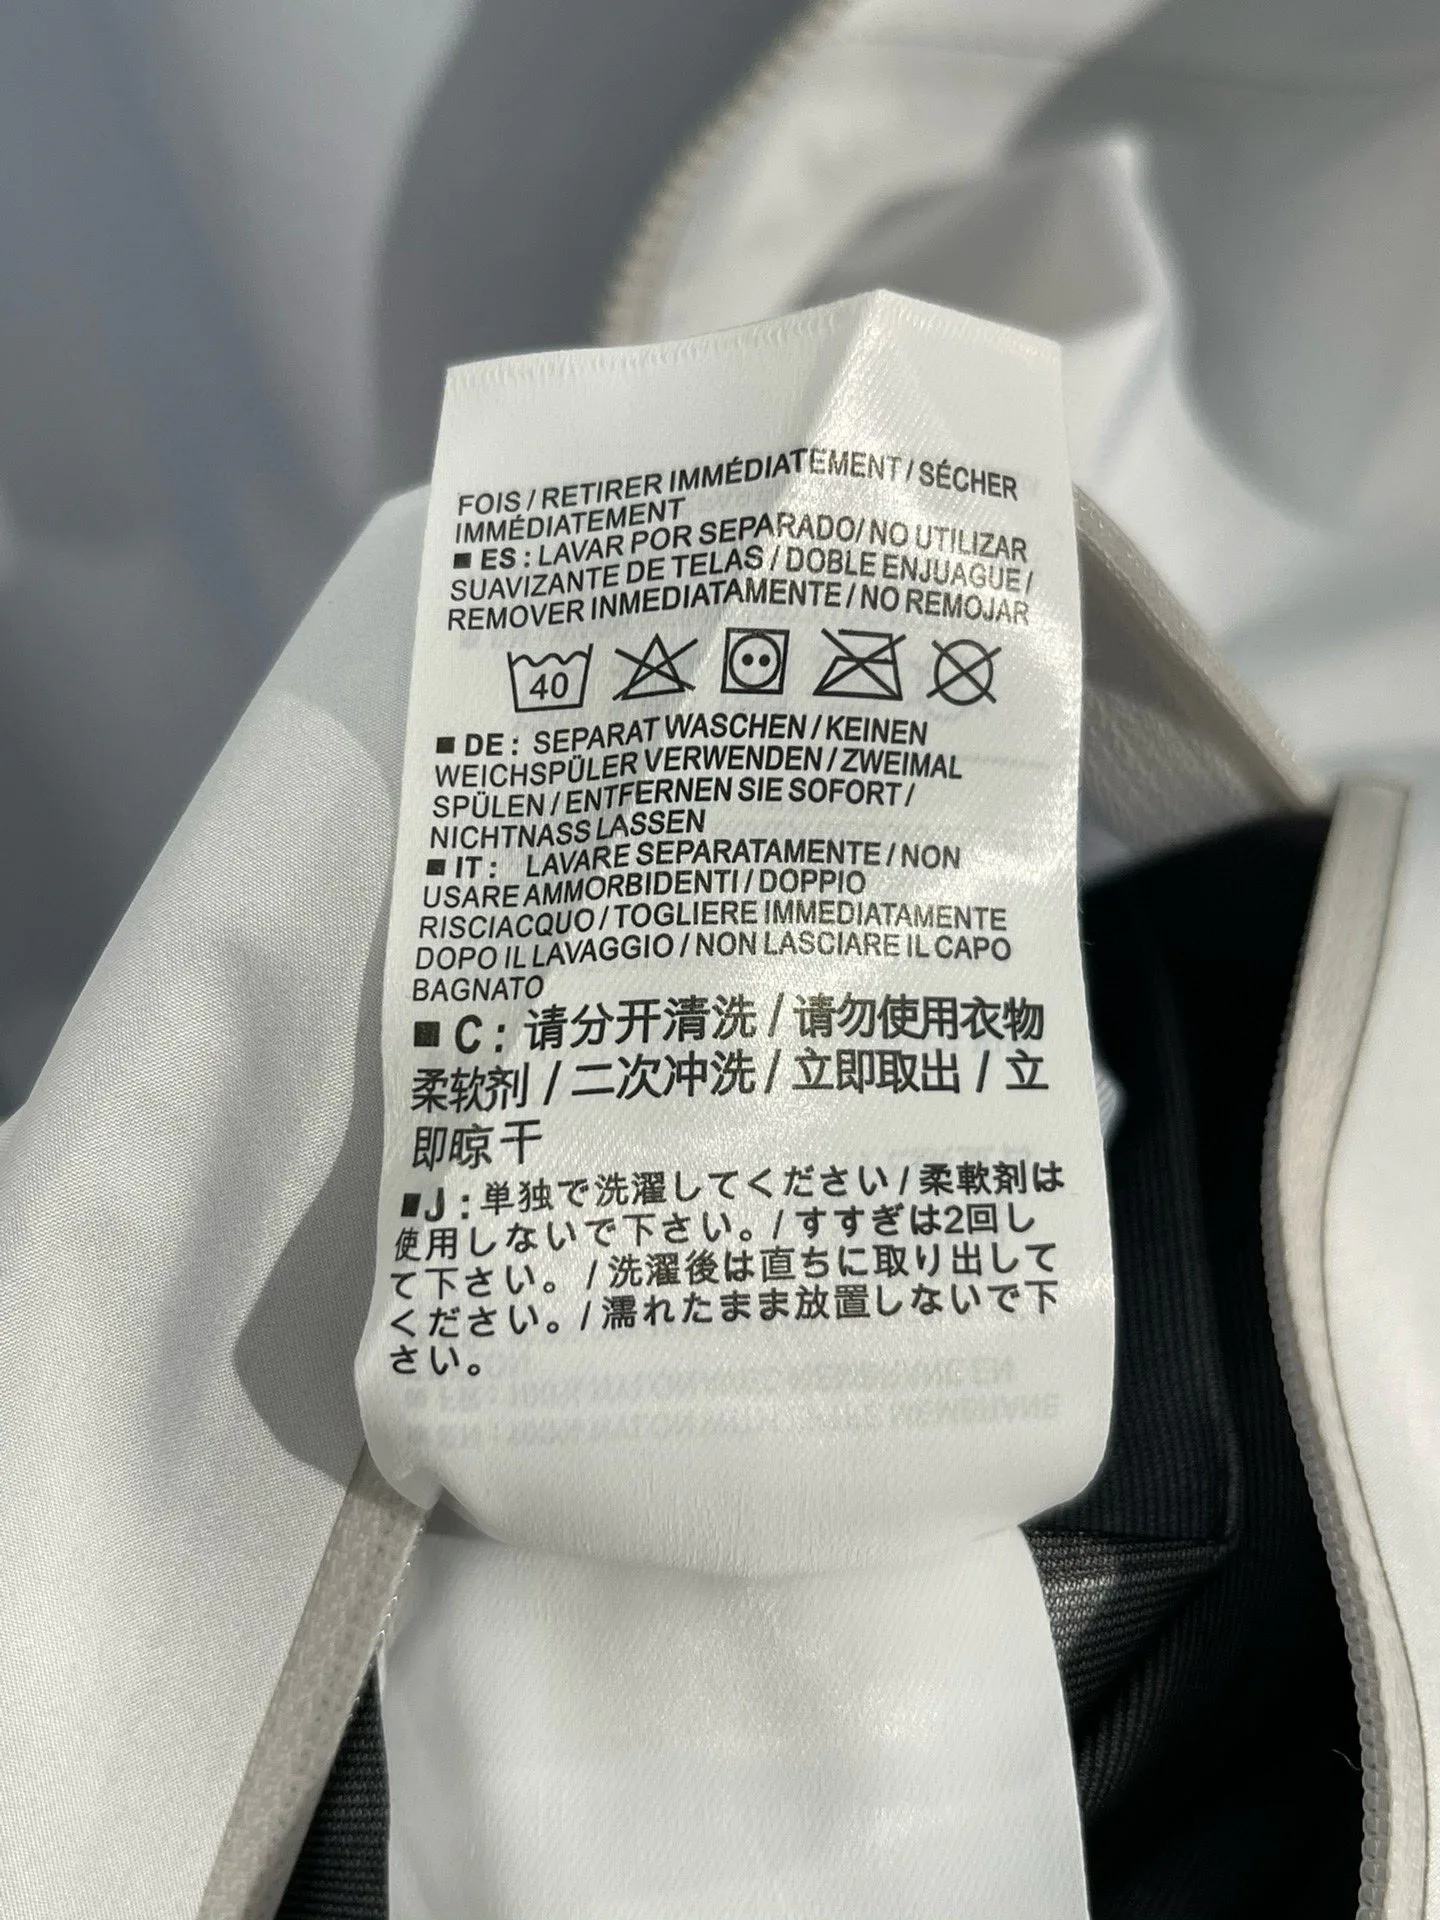 FOIS / RETIRER IMMÉDIATEMENT / SÉCHER
IMMÉDIATEMENT
■ ES : LAVAR POR SEPARADO/ NO UTILIZAR
SUAVIZANTE DE TELAS / DOBLE ENJUAGUE /
REMOVER INMEDIATAMENTE / NO REMOJAR
40
■ DE : SEPARAT WASCHEN / KEINEN
WEICHSPÜLER VERWENDEN / ZWEIMAL
SPÜLEN / ENTFERNEN SIE SOFORT /
NICHTNASS LASSEN
■ IT : LAVARE SEPARATAMENTE / NON
USARE AMMORBIDENTI / DOPPIO
RISCIACQUO / TOGLIERE IMMEDIATAMENTE
DOPO IL LAVAGGIO / NON LASCIARE IL CAPO
BAGNATO
■ C : 请分开清洗 / 请勿使用衣物
柔软剂 / 二次冲洗 / 立即取出 / 立
即晾干
■J : 単独で洗濯してください / 柔軟剤は
使用しないで下さい。/ すすぎは2回し
て下さい。 / 洗濯後は直ちに取り出して
ください。/ 濡れたまま放置しないで下
さい。